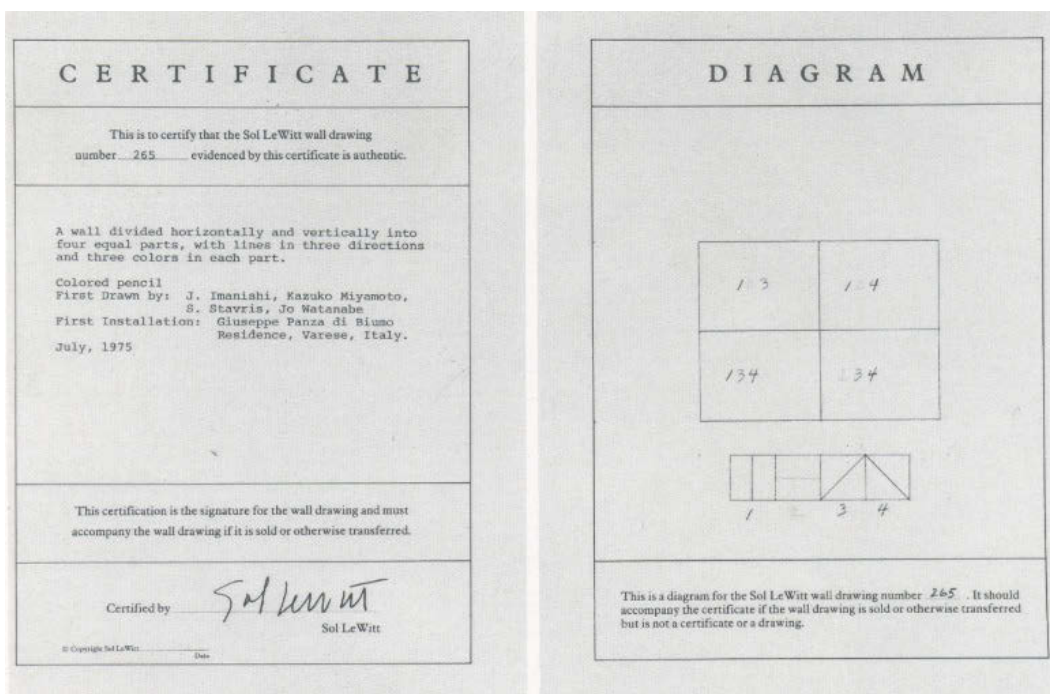 CERTIFICATE
This is to certify that the Sol LeWitt wall drawing
number 265 evidenced by this certificate is authentic.
A wall divided horizontally and vertically into
four equal parts, with lines in three directions
and three colors in each part.
Colored pencil
First Drawn by: J. Imanishi, Kazuko Miyamoto,
S. Stavris, Jo Watanabe
First Installation: Giuseppe Panza di Biumo
Residence, Varese, Italy.
July, 1975
This certification is the signature for the wall drawing and must
accompany the wall drawing if it is sold or otherwise transferred.
Certified by Sol LeWitt
Sol LeWitt
© Copyright Sol LeWitt
Date
DIAGRAM
1 2 3
1 2 4
134
234
1 2 3 4
This is a diagram for the Sol LeWitt wall drawing number 265. It should
accompany the certificate if the wall drawing is sold or otherwise transferred
but is not a certificate or a drawing.